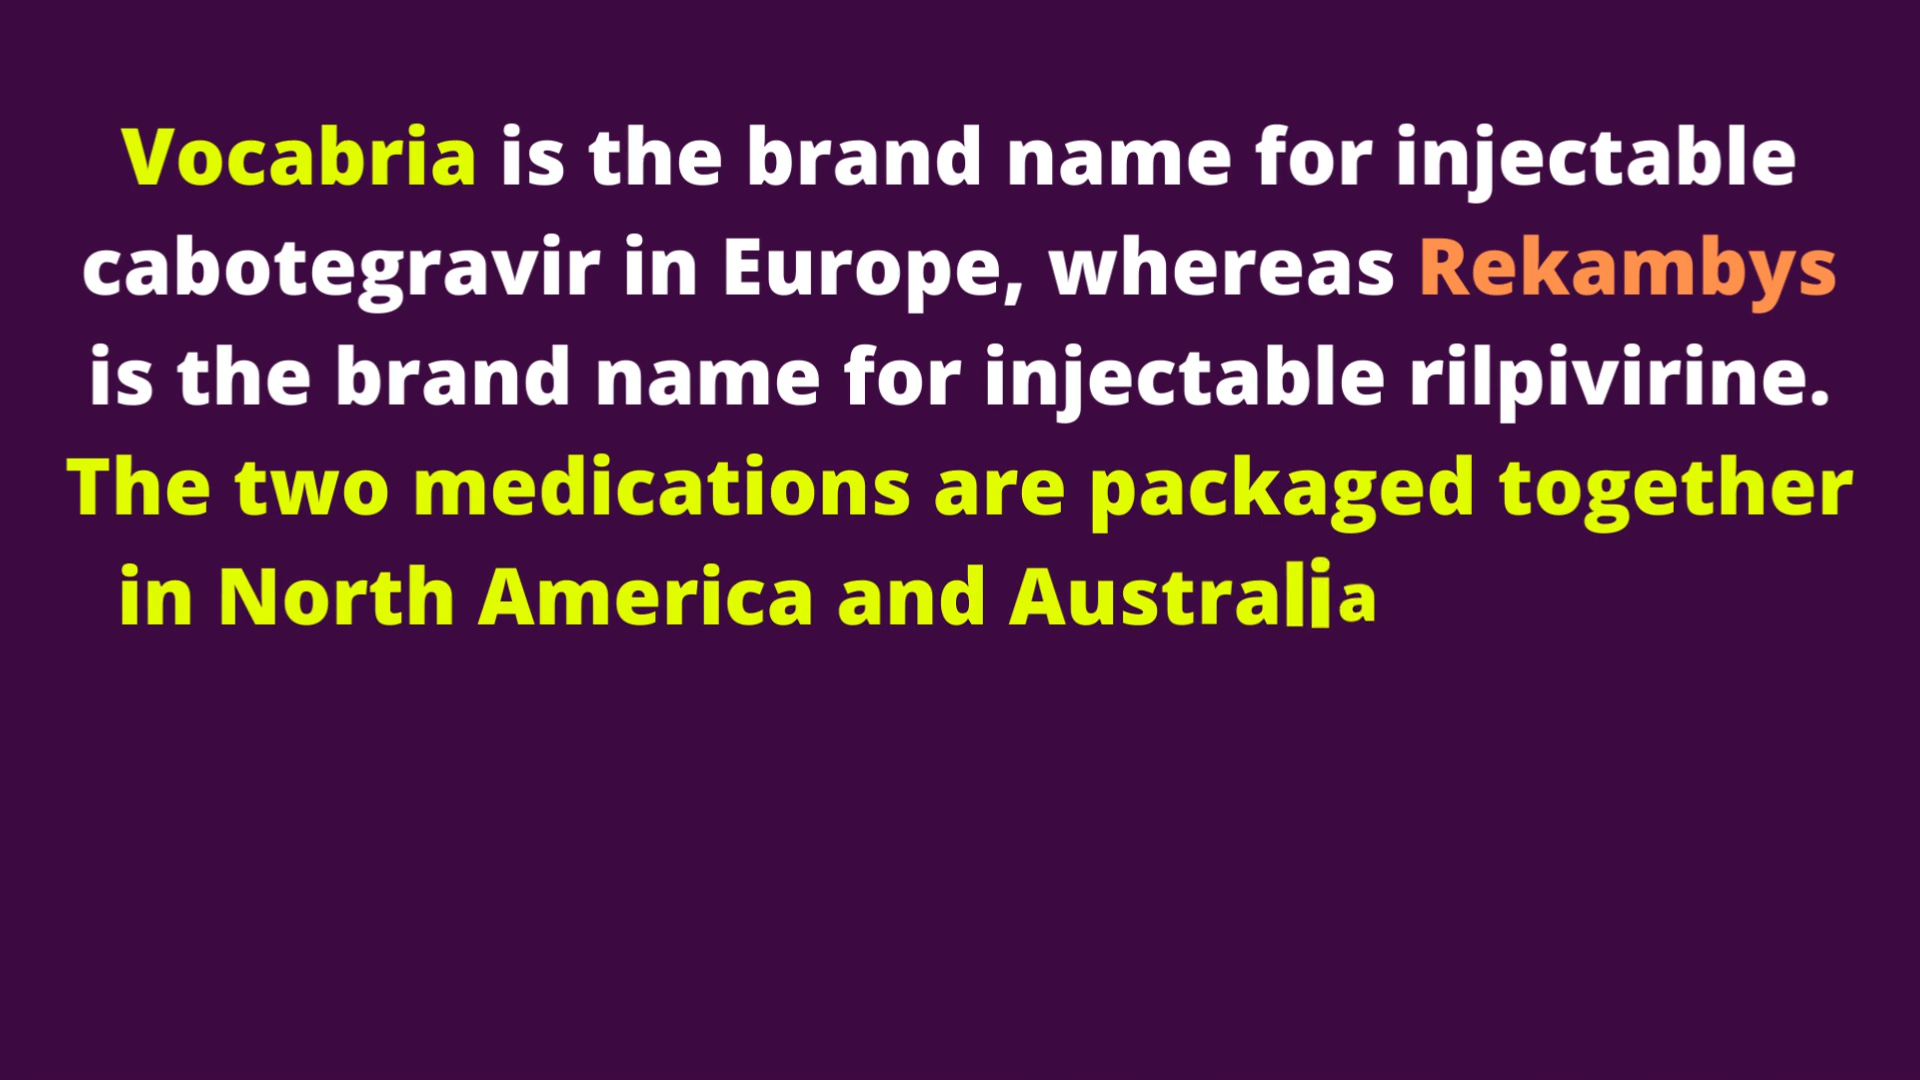 Vocabria is the brand name for injectable
cabotegravir in Europe, whereas Rekambys
is the brand name for injectable rilpivirine.
The two medications are packaged together
in North America and Australia